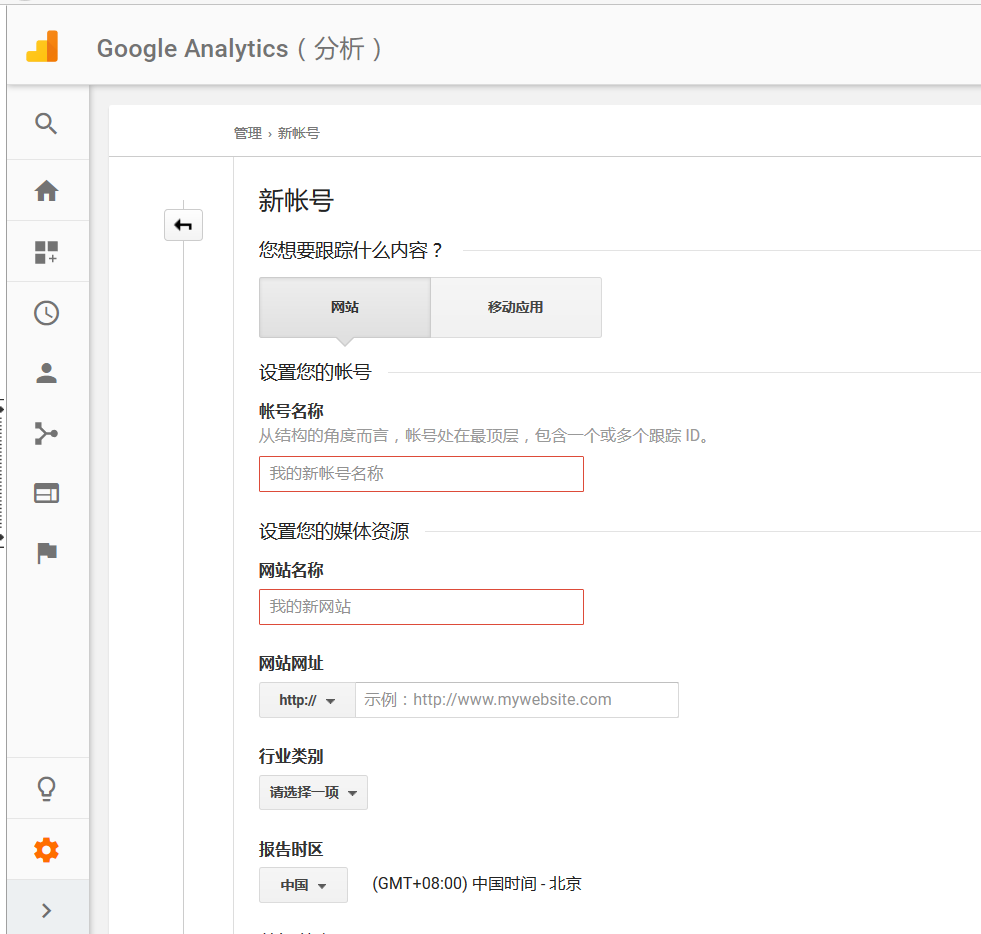 Google Analytics（分析）
管理 › 新帐号
新帐号
您想要跟踪什么内容？
网站 移动应用
设置您的帐号
帐号名称
从结构的角度而言，帐号处在最顶层，包含一个或多个跟踪 ID。
我的新帐号名称
设置您的媒体资源
网站名称
我的新网站
网站网址
http:// 示例：http://www.mywebsite.com
行业类别
请选择一项
报告时区
中国 (GMT+08:00) 中国时间 - 北京